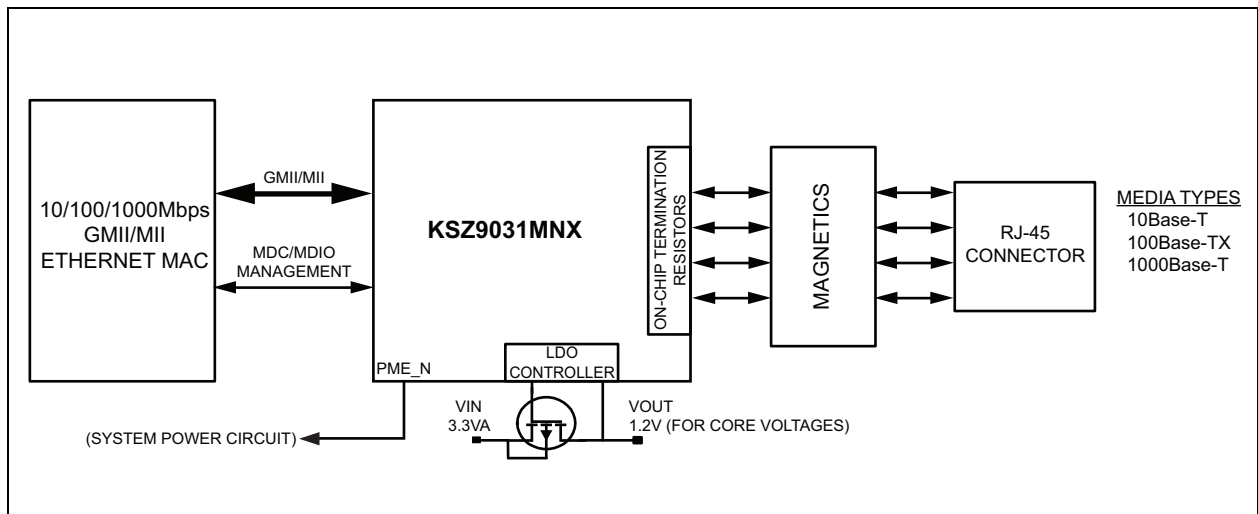 10/100/1000Mbps
GMII/MII
ETHERNET MAC
GMII/MII
MDC/MDIO
MANAGEMENT
KSZ9031MNX
ON-CHIP TERMINATION
RESISTORS
MAGNETICS
RJ-45
CONNECTOR
MEDIA TYPES
10Base-T
100Base-TX
1000Base-T
PME_N
LDO
CONTROLLER
VIN
3.3VA
VOUT
1.2V (FOR CORE VOLTAGES)
(SYSTEM POWER CIRCUIT)